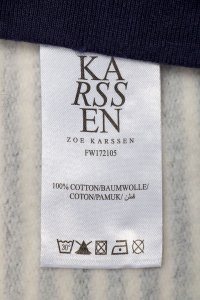 KA
RSS
EN
ZOE KARSSEN
FW172105
100% COTTON/BAUMWOLLE/
COTON/PAMUK/ قطن